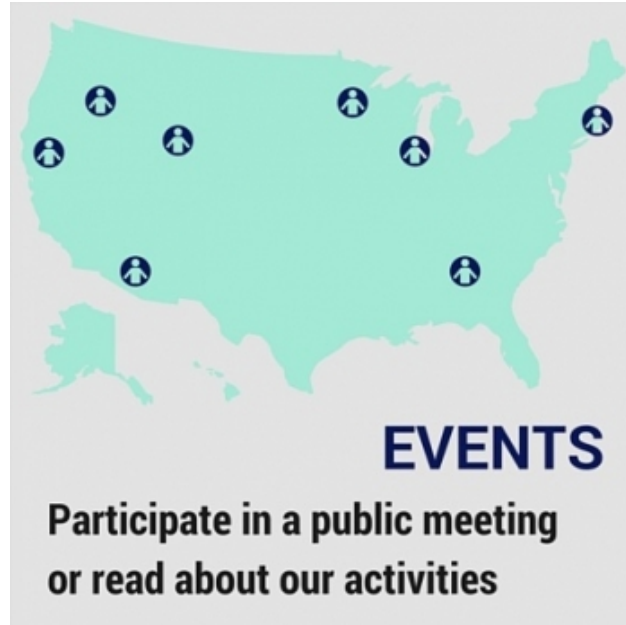 EVENTS
Participate in a public meeting
or read about our activities